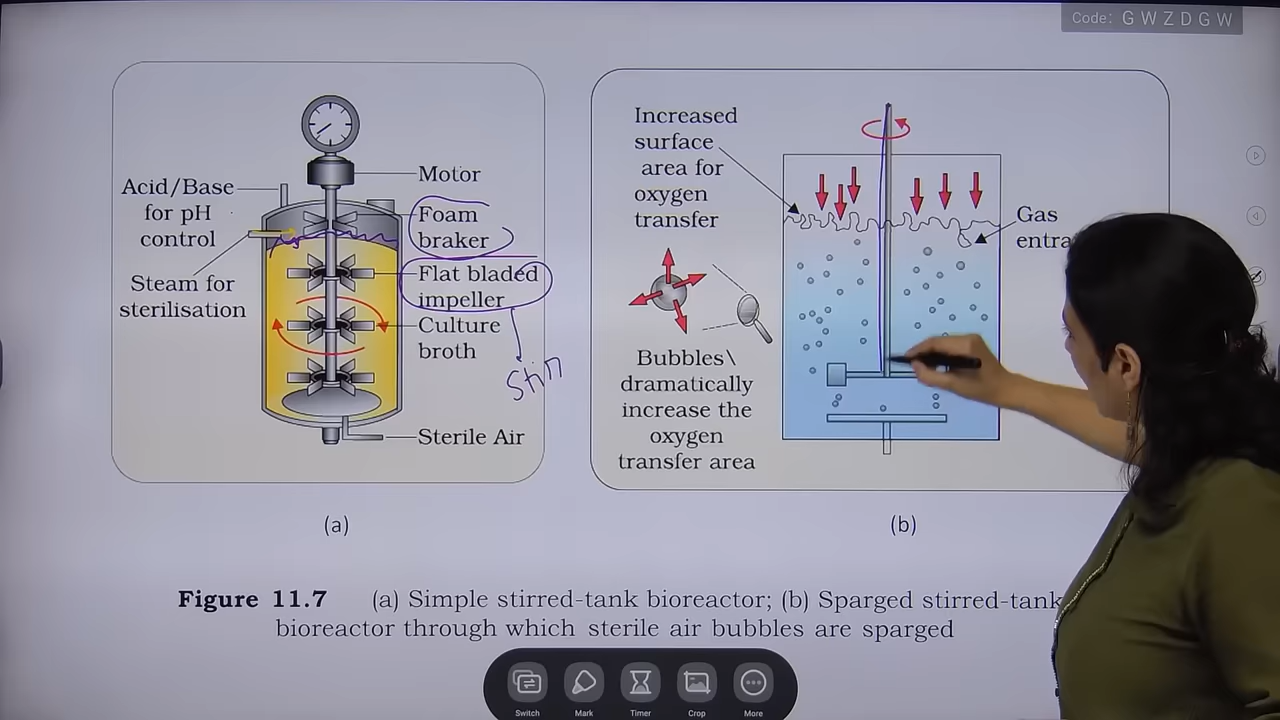 Code: G W Z D G W
Acid/Base
for pH
control
Steam for
sterilisation
Motor
Foam
braker
Flat bladed
impeller
Culture
broth
Stirr
Sterile Air
(a)
Increased
surface
area for
oxygen
transfer
Gas
Bubbles\
dramatically
increase the
oxygen
transfer area
(b)
Figure 11.7 (a) Simple stirred-tank bioreactor; (b) Sparged stirred-tank
bioreactor through which sterile air bubbles are sparged
Switch
Mark
Timer
Crop
More